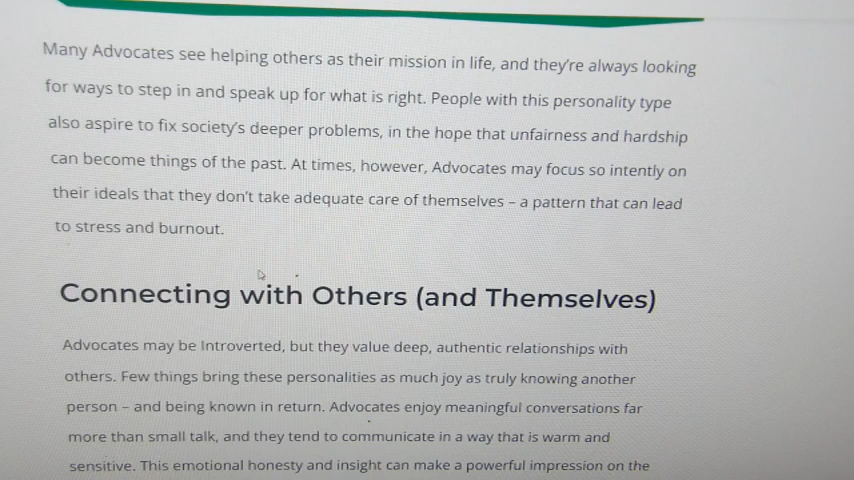 Many Advocates see helping others as their mission in life, and they're always looking
for ways to step in and speak up for what is right. People with this personality type
also aspire to fix society's deeper problems, in the hope that unfairness and hardship
can become things of the past. At times, however, Advocates may focus so intently on
their ideals that they don't take adequate care of themselves – a pattern that can lead
to stress and burnout.
Connecting with Others (and Themselves)
Advocates may be Introverted, but they value deep, authentic relationships with
others. Few things bring these personalities as much joy as truly knowing another
person – and being known in return. Advocates enjoy meaningful conversations far
more than small talk, and they tend to communicate in a way that is warm and
sensitive. This emotional honesty and insight can make a powerful impression on the